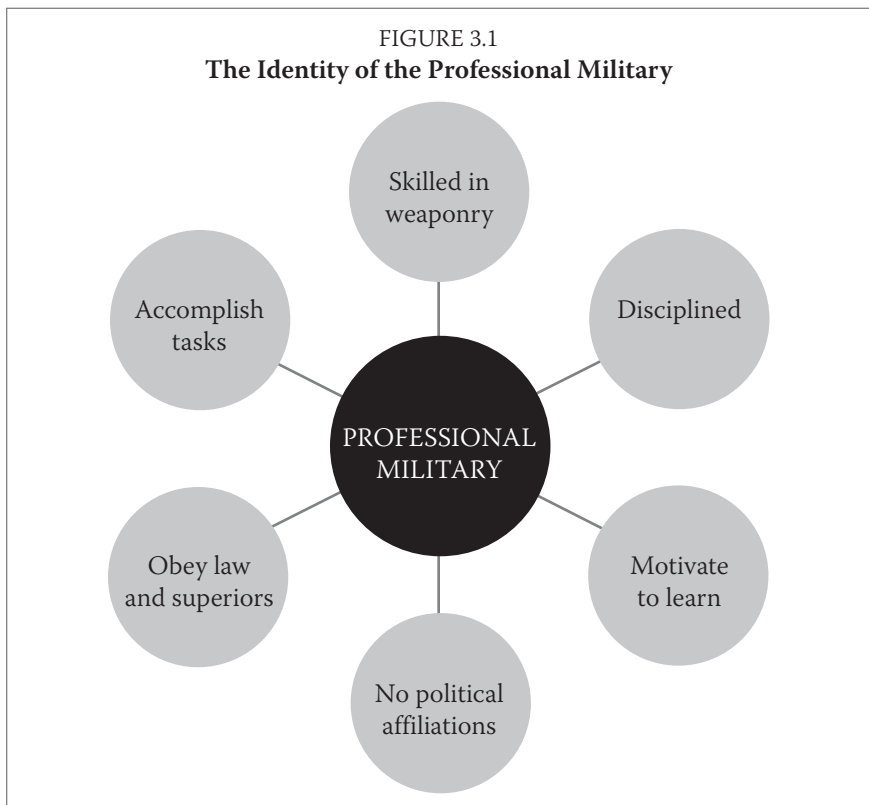 FIGURE 3.1
The Identity of the Professional Military
Skilled in
weaponry
Disciplined
Motivate
to learn
No political
affiliations
Obey law
and superiors
Accomplish
tasks
PROFESSIONAL
MILITARY